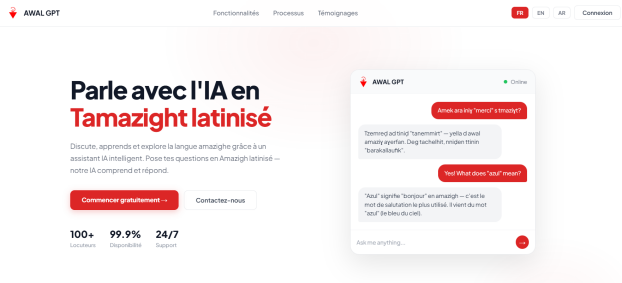 AWAL GPT
Fonctionnalités Processus Témoignages
FR EN AR Connexion
Parle avec l'IA en
Tamazight latinisé
Discute, apprends et explore la langue amazighe grâce à un
assistant IA intelligent. Pose tes questions en Amazigh latinisé —
notre IA comprend et répond.
Commencer gratuitement → Contactez-nous
100+ 99.9% 24/7
Locuteurs Disponibilité Support
AWAL GPT Online
Amek ara iniɣ "merci" s tmaziɣt?
Tzemreḍ ad tiniḍ "tanemmirt" — yella d awal
amaziɣ ayerfan. Dag tachelhit, nniḍen ttinin
"barakallaufik".
Yes! What does "azul" mean?
"Azul" signifie "bonjour" en amazigh — c'est le
mot de salutation le plus utilisé. Il vient du mot
"azul" (le bleu du ciel).
Ask me anything...
→